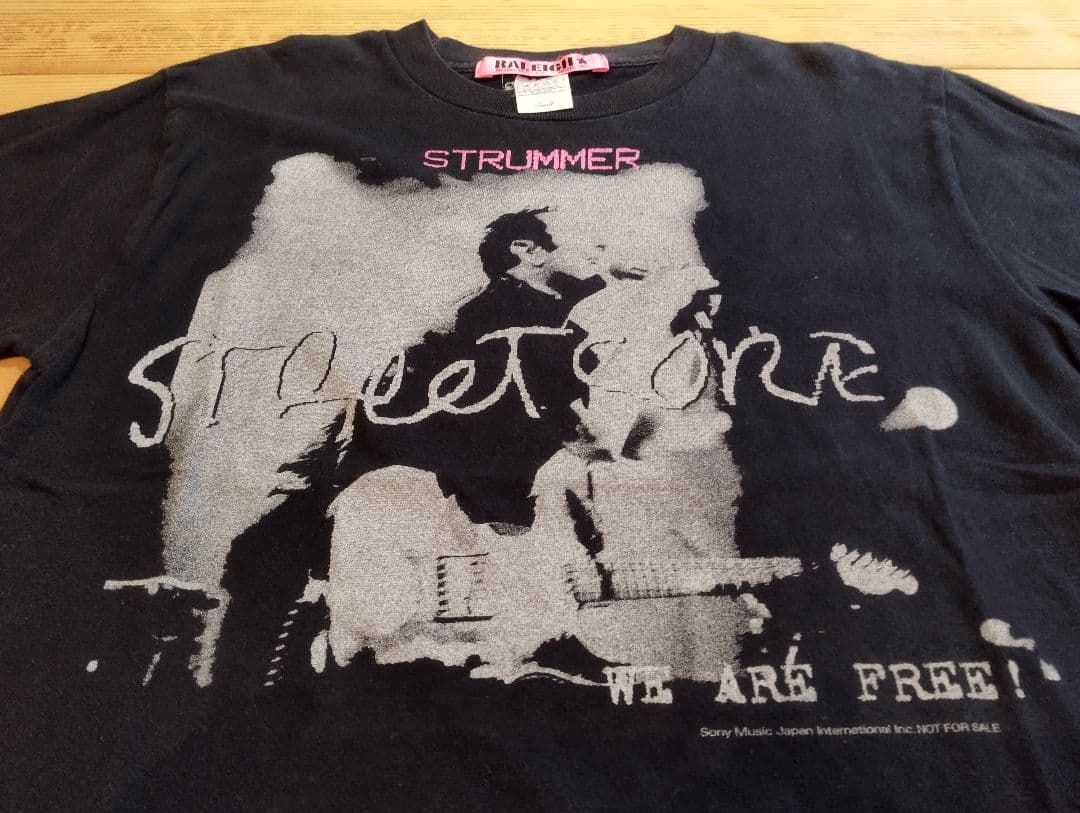 RALEIGH
STRUMMER
STREETCORE
WE ARE FREE!
Sony Music Japan International Inc. NOT FOR SALE